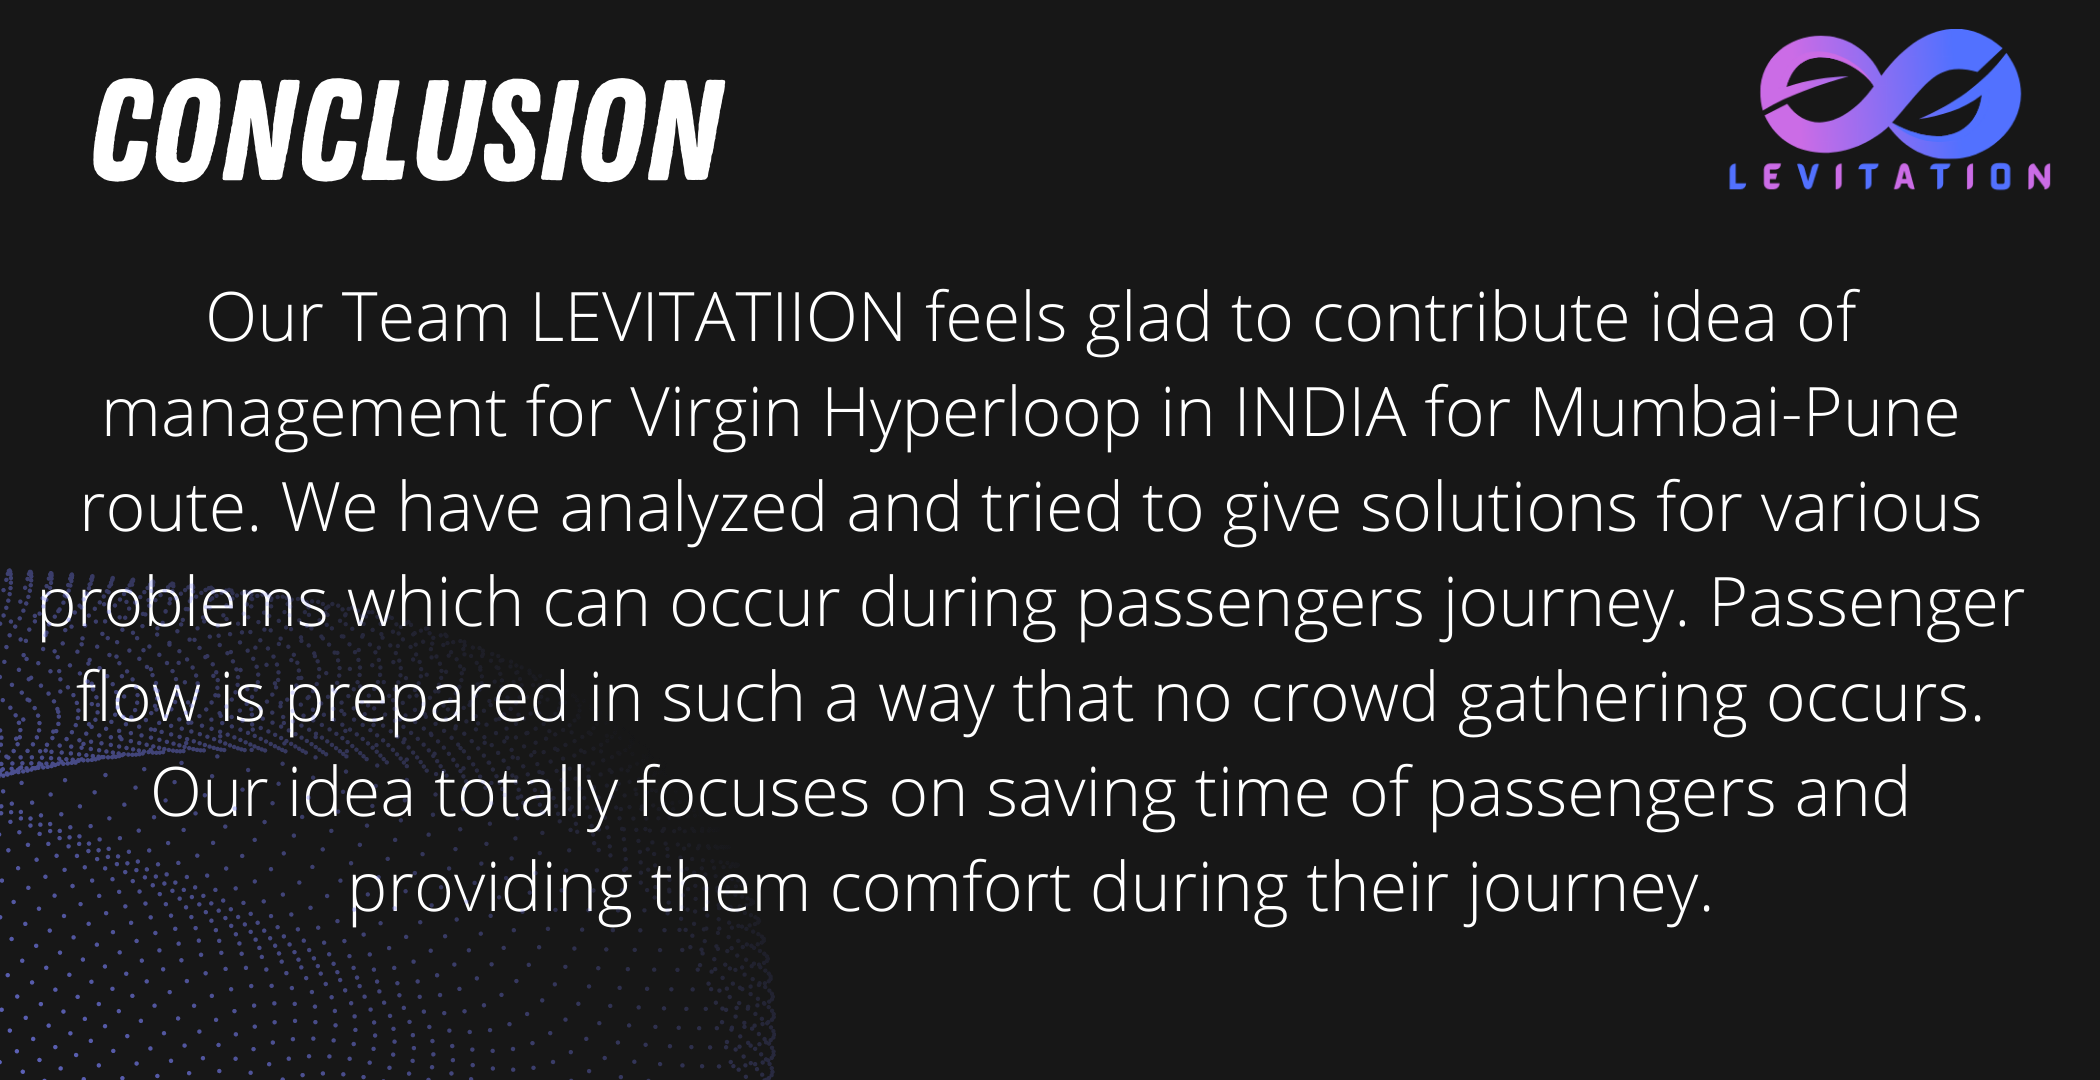 CONCLUSION
LEVITATION
Our Team LEVITATIION feels glad to contribute idea of
management for Virgin Hyperloop in INDIA for Mumbai-Pune
route. We have analyzed and tried to give solutions for various
problems which can occur during passengers journey. Passenger
flow is prepared in such a way that no crowd gathering occurs.
Our idea totally focuses on saving time of passengers and
providing them comfort during their journey.